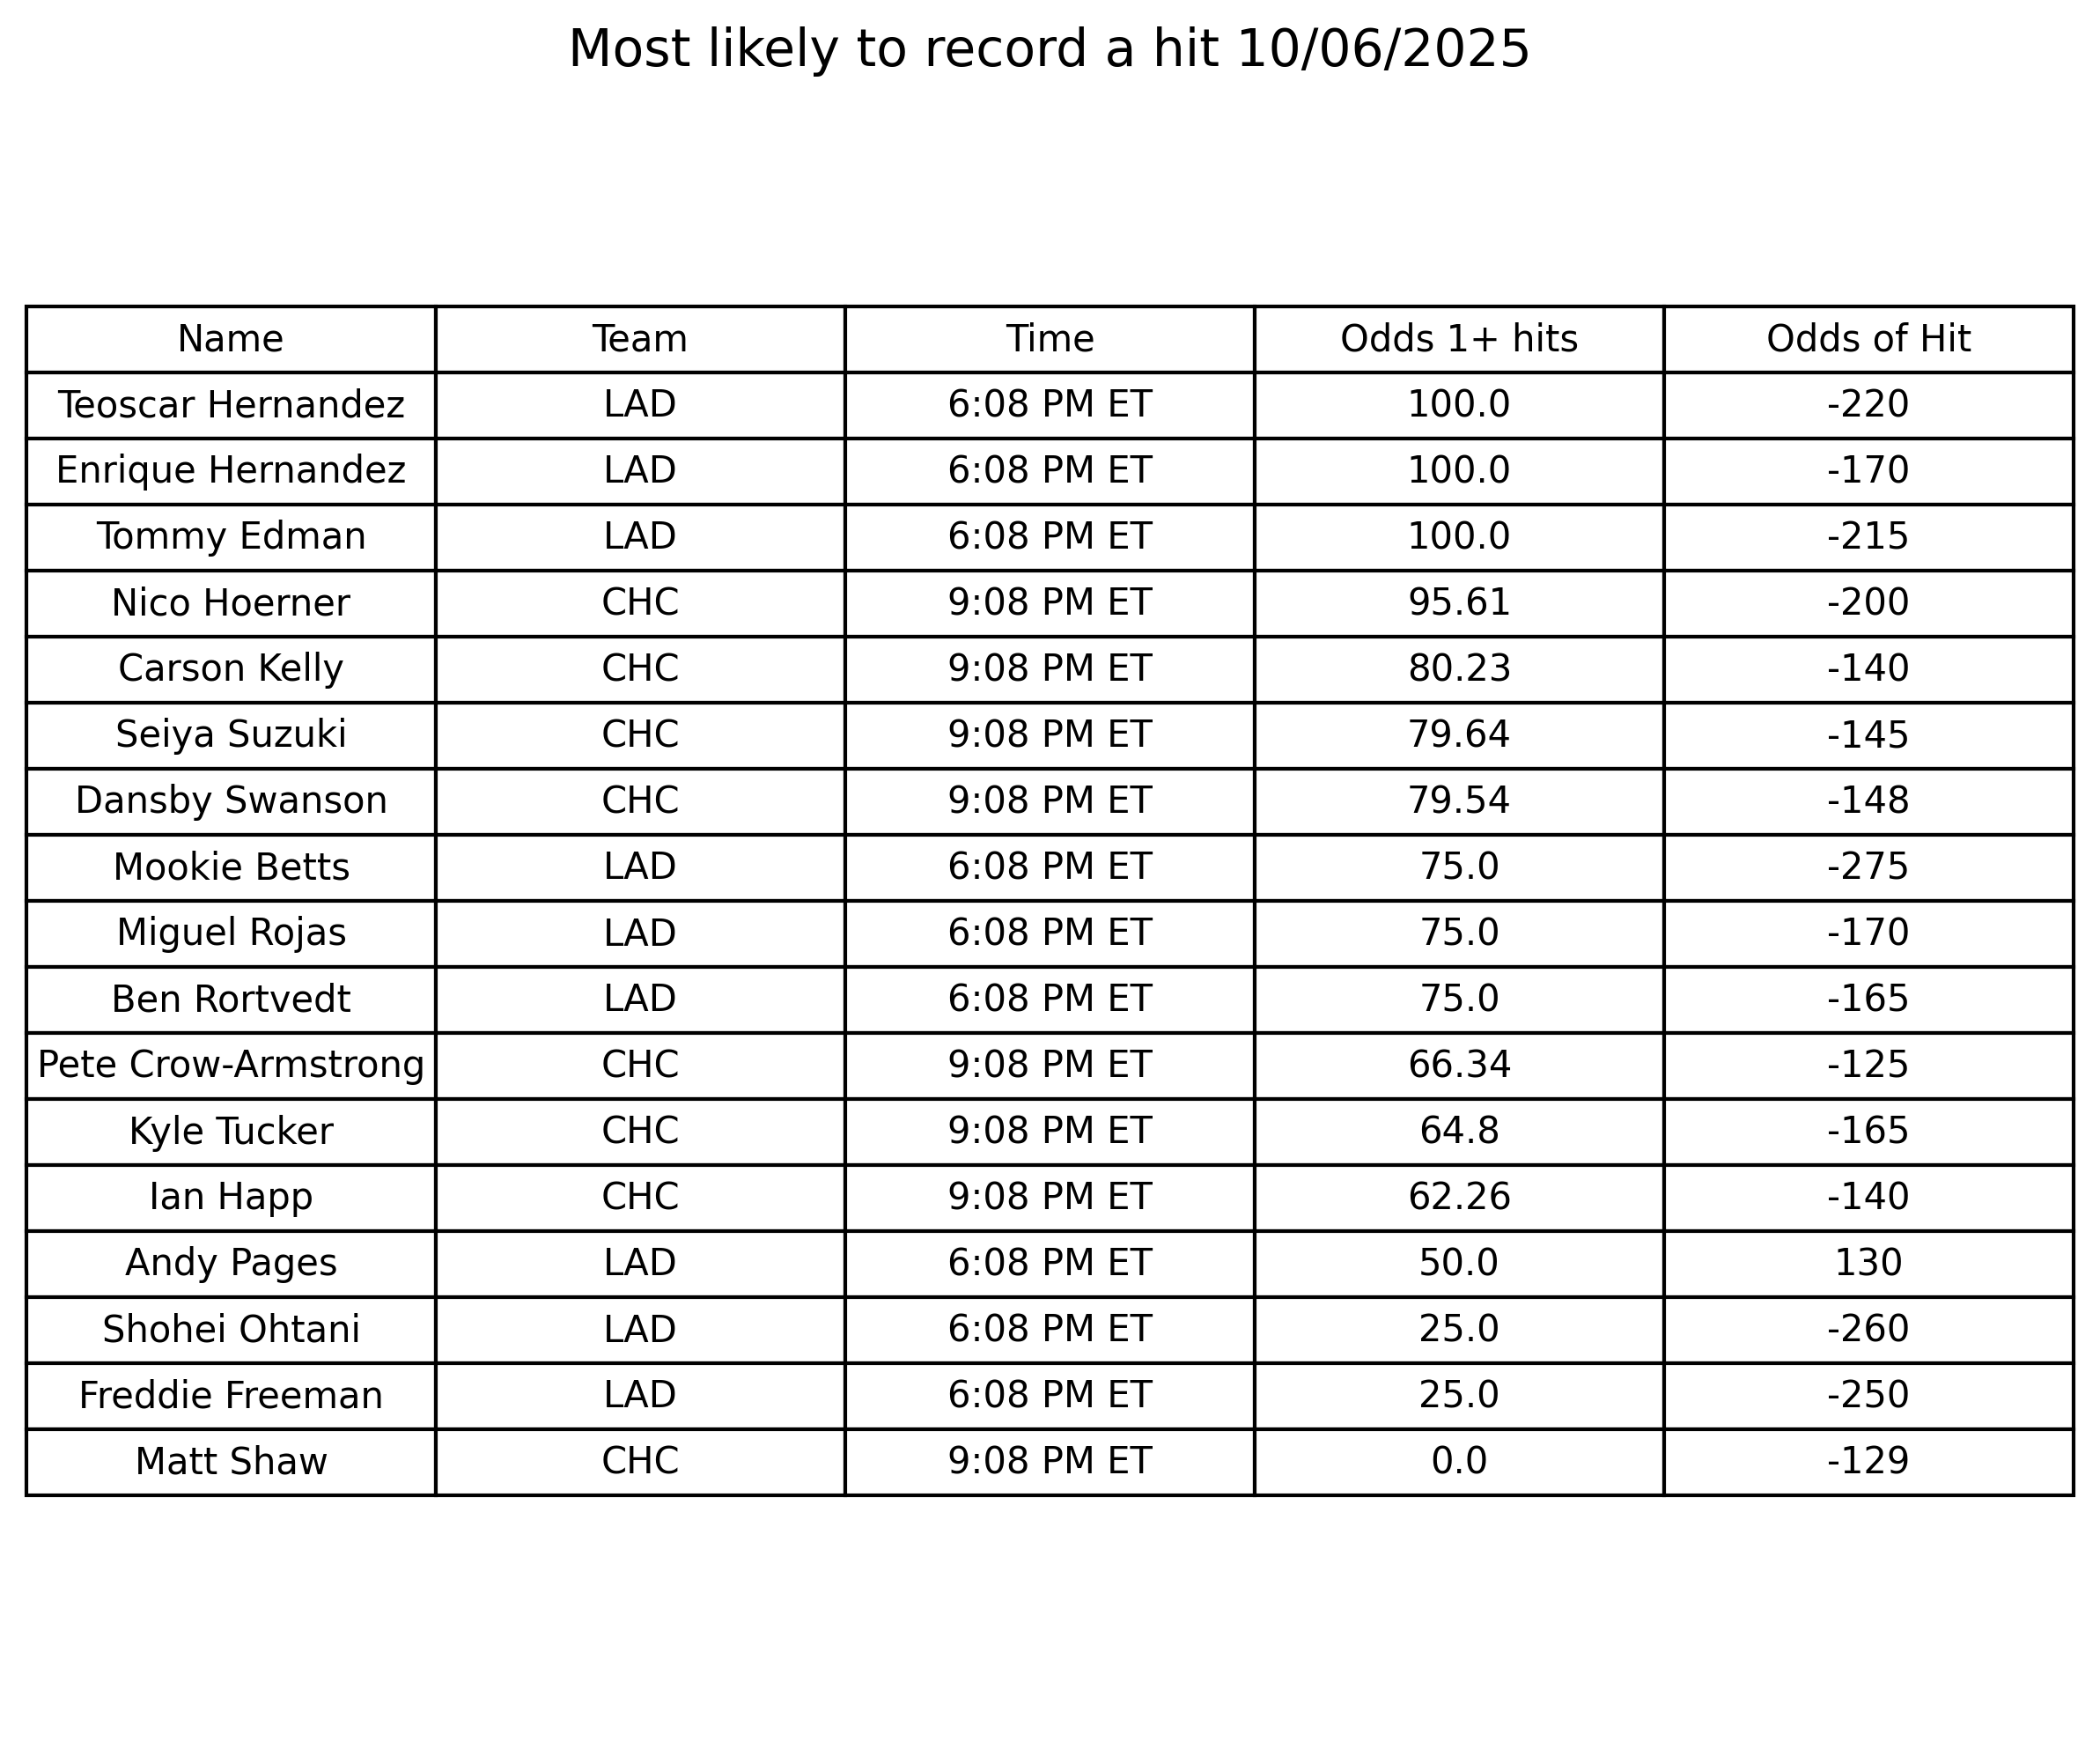 Most likely to record a hit 10/06/2025
Name Team Time Odds 1+ hits Odds of Hit
Teoscar Hernandez LAD 6:08 PM ET 100.0 -220
Enrique Hernandez LAD 6:08 PM ET 100.0 -170
Tommy Edman LAD 6:08 PM ET 100.0 -215
Nico Hoerner CHC 9:08 PM ET 95.61 -200
Carson Kelly CHC 9:08 PM ET 80.23 -140
Seiya Suzuki CHC 9:08 PM ET 79.64 -145
Dansby Swanson CHC 9:08 PM ET 79.54 -148
Mookie Betts LAD 6:08 PM ET 75.0 -275
Miguel Rojas LAD 6:08 PM ET 75.0 -170
Ben Rortvedt LAD 6:08 PM ET 75.0 -165
Pete Crow-Armstrong CHC 9:08 PM ET 66.34 -125
Kyle Tucker CHC 9:08 PM ET 64.8 -165
Ian Happ CHC 9:08 PM ET 62.26 -140
Andy Pages LAD 6:08 PM ET 50.0 130
Shohei Ohtani LAD 6:08 PM ET 25.0 -260
Freddie Freeman LAD 6:08 PM ET 25.0 -250
Matt Shaw CHC 9:08 PM ET 0.0 -129